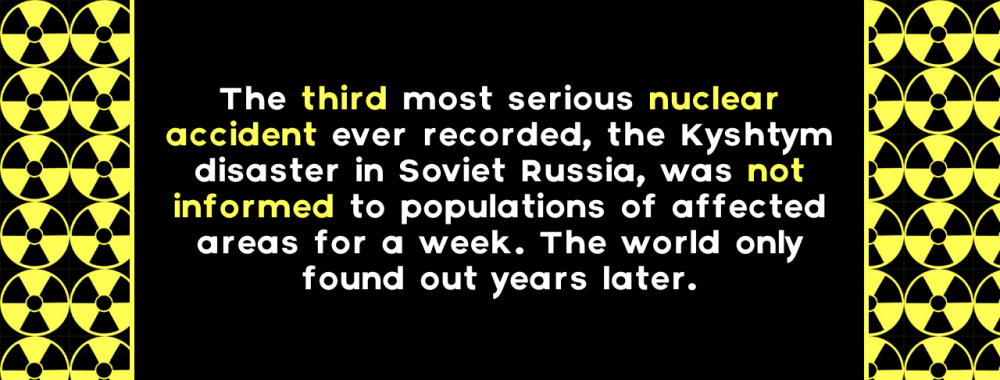 The third most serious nuclear
accident ever recorded, the Kyshtym
disaster in Soviet Russia, was not
informed to populations of affected
areas for a week. The world only
found out years later.